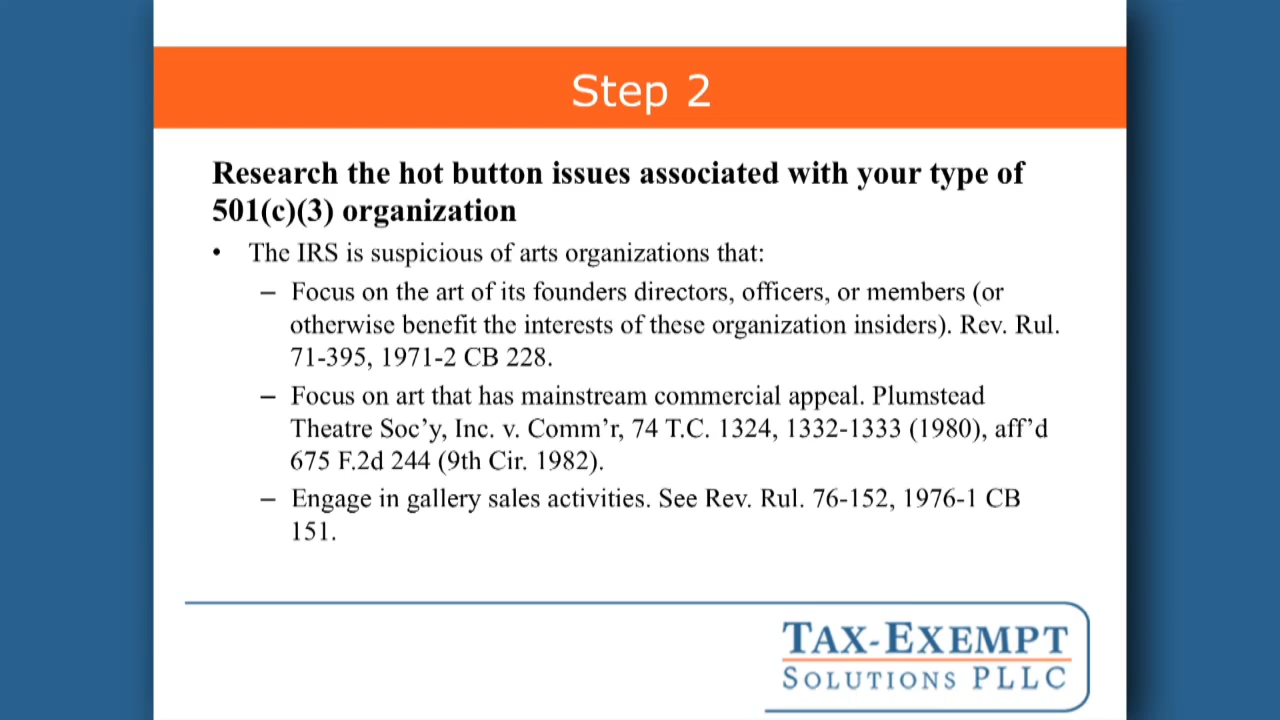 Step 2
Research the hot button issues associated with your type of
501(c)(3) organization
• The IRS is suspicious of arts organizations that:
– Focus on the art of its founders directors, officers, or members (or
otherwise benefit the interests of these organization insiders). Rev. Rul.
71-395, 1971-2 CB 228.
– Focus on art that has mainstream commercial appeal. Plumstead
Theatre Soc’y, Inc. v. Comm’r, 74 T.C. 1324, 1332-1333 (1980), aff’d
675 F.2d 244 (9th Cir. 1982).
– Engage in gallery sales activities. See Rev. Rul. 76-152, 1976-1 CB
151.
TAX-EXEMPT
SOLUTIONS PLLC